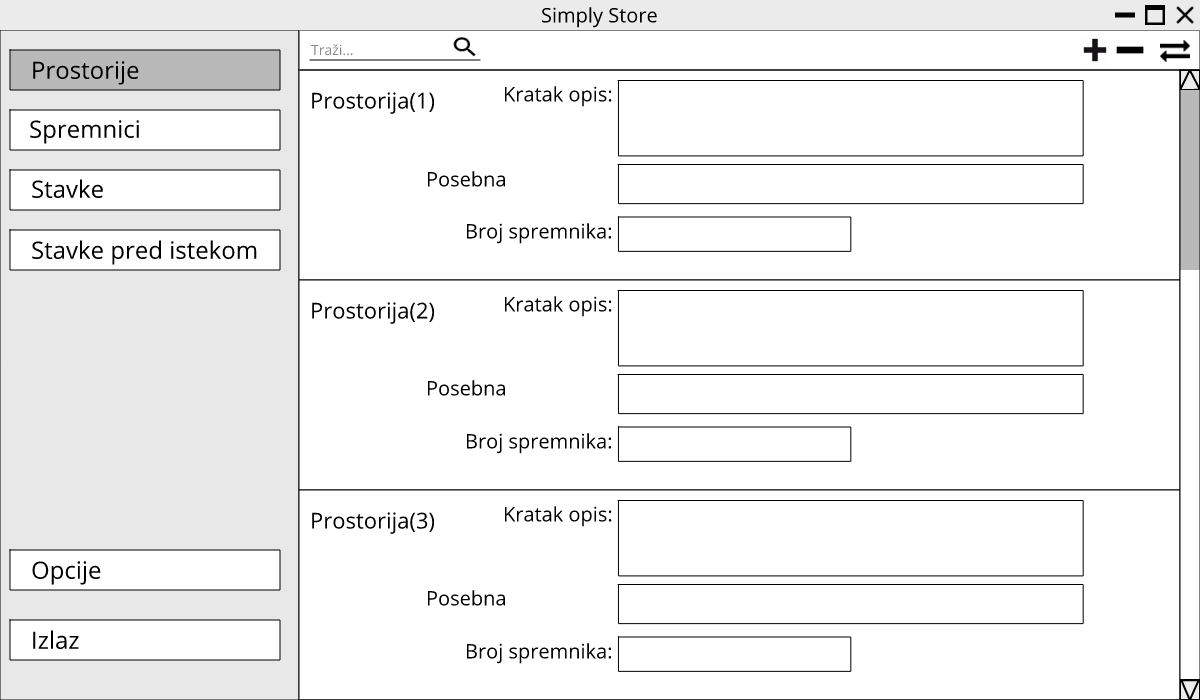 Simply Store
Prostorije
Spremnici
Stavke
Stavke pred istekom
Opcije
Izlaz
Traži...
Prostorija(1)
Kratak opis:
Posebna
Broj spremnika:
Prostorija(2)
Kratak opis:
Posebna
Broj spremnika:
Prostorija(3)
Kratak opis:
Posebna
Broj spremnika: